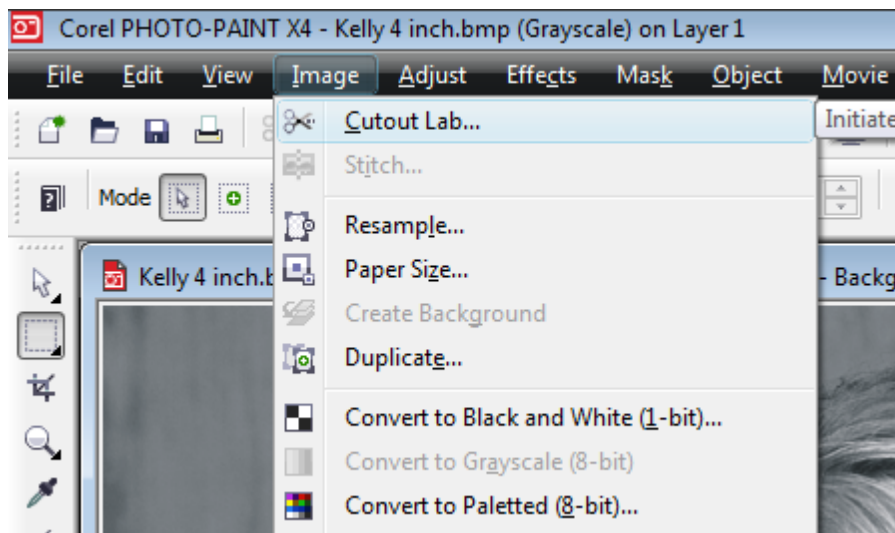 Corel PHOTO-PAINT X4 - Kelly 4 inch.bmp (Grayscale) on Layer 1
File Edit View Image Adjust Effects Mask Object Movie
Cutout Lab...
Initiate
Stitch...
Mode
Resample...
Kelly 4 inch.b
Paper Size...
- Backg
Create Background
Duplicate...
Convert to Black and White (1-bit)...
Convert to Grayscale (8-bit)
Convert to Paletted (8-bit)...